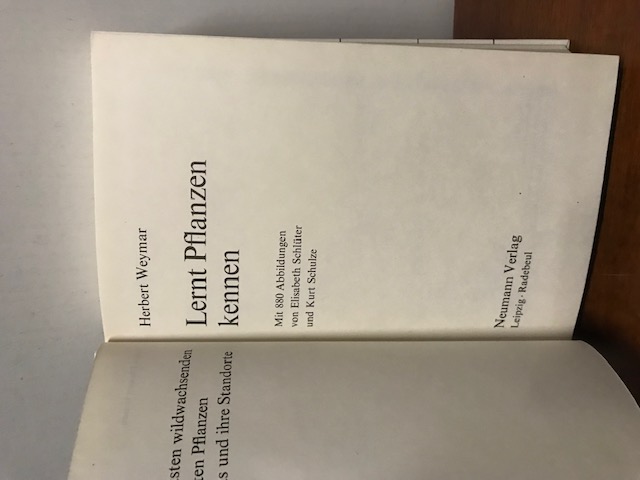 sten wildwachsenden
ten Pflanzen
s und ihre Standorte
Herbert Weymar
Lernt Pflanzen
kennen
Mit 880 Abbildungen
von Elisabeth Schlüter
und Kurt Schulze
Neumann Verlag
Leipzig · Radebeul